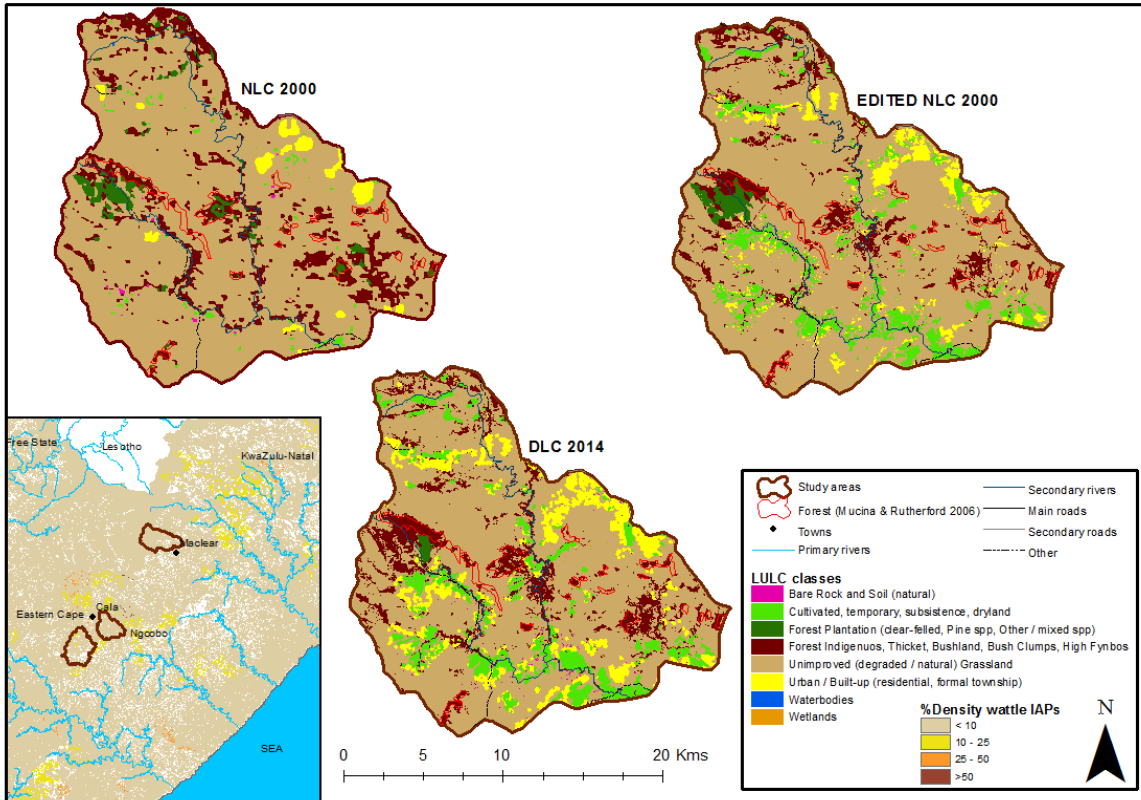 NLC 2000
EDITED NLC 2000
DLC 2014
Free State
Lesotho
KwaZulu-Natal
Maclear
Eastern Cape
Cala
Ngcobo
SEA
0 5 10 20 Kms
Study areas
Forest (Mucina & Rutherford 2006)
Towns
Primary rivers
Secondary rivers
Main roads
Secondary roads
Other
LULC classes
Bare Rock and Soil (natural)
Cultivated, temporary, subsistence, dryland
Forest Plantation (clear-felled, Pine spp, Other / mixed spp)
Forest Indigenuos, Thicket, Bushland, Bush Clumps, High Fynbos
Unimproved (degraded / natural) Grassland
Urban / Built-up (residential, formal township)
Waterbodies
Wetlands
%Density wattle IAPs
< 10
10 - 25
25 - 50
>50
N